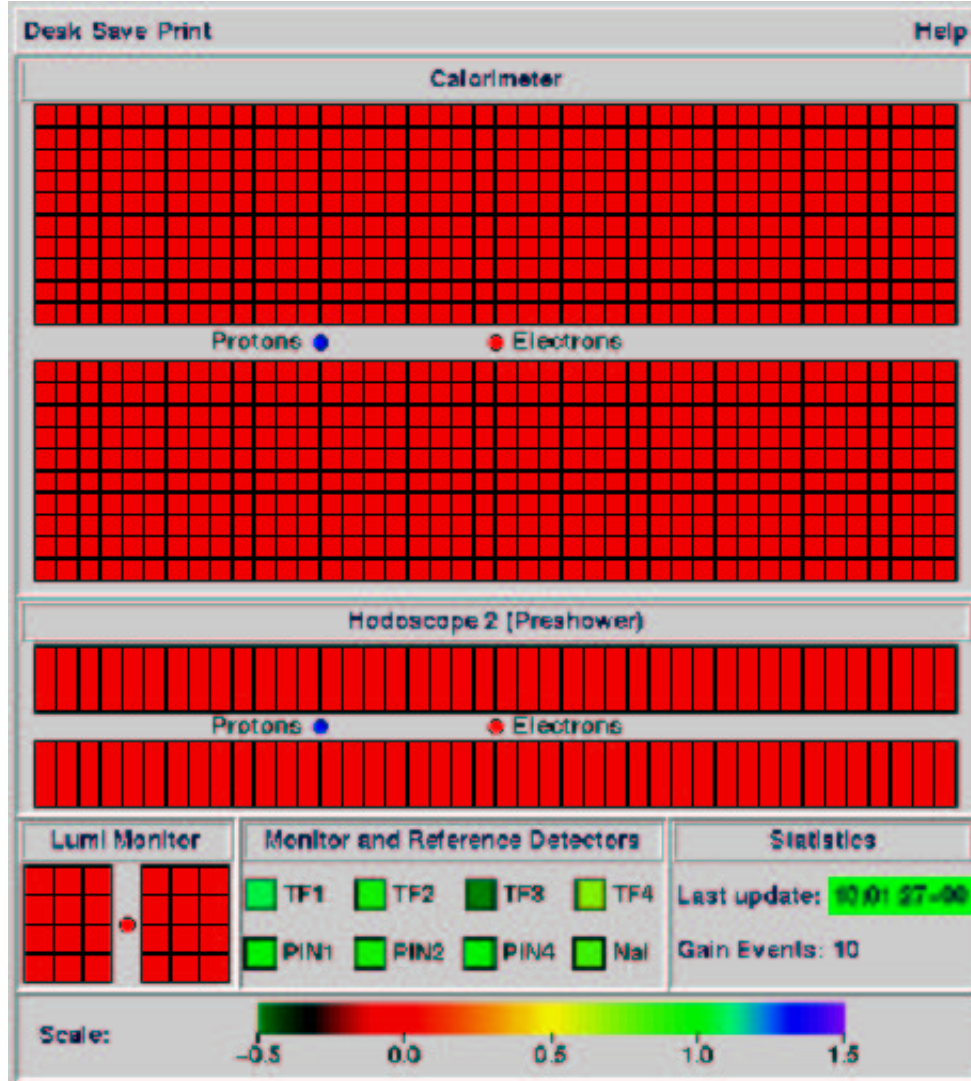 Desk Save Print Help
Calorimeter
Protons Electrons
Hodoscope 2 (Preshower)
Protons Electrons
Lumi Monitor
Monitor and Reference Detectors
TF1 TF2 TF3 TF4
PIN1 PIN2 PIN4 NaI
Statistics
Last update:
Gain Events: 10
Scale:
-0.5 0.0 0.5 1.0 1.5